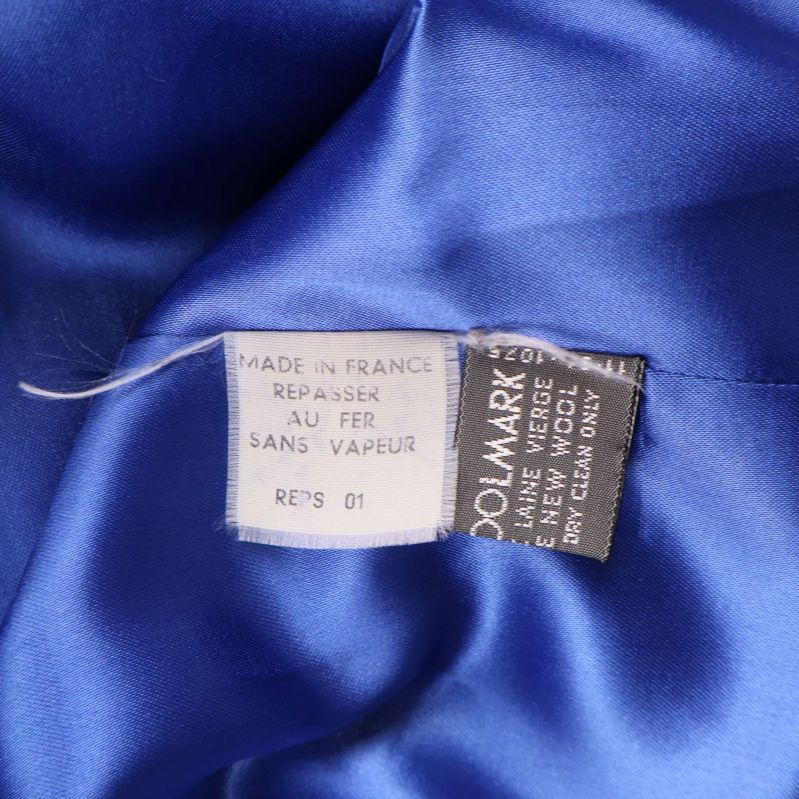 MADE IN FRANCE
REPASSER
AU FER
SANS VAPEUR
REPS 01
OOLMARK
LAINE VIERGE
E NEW WOOL
DRY CLEAN ONLY